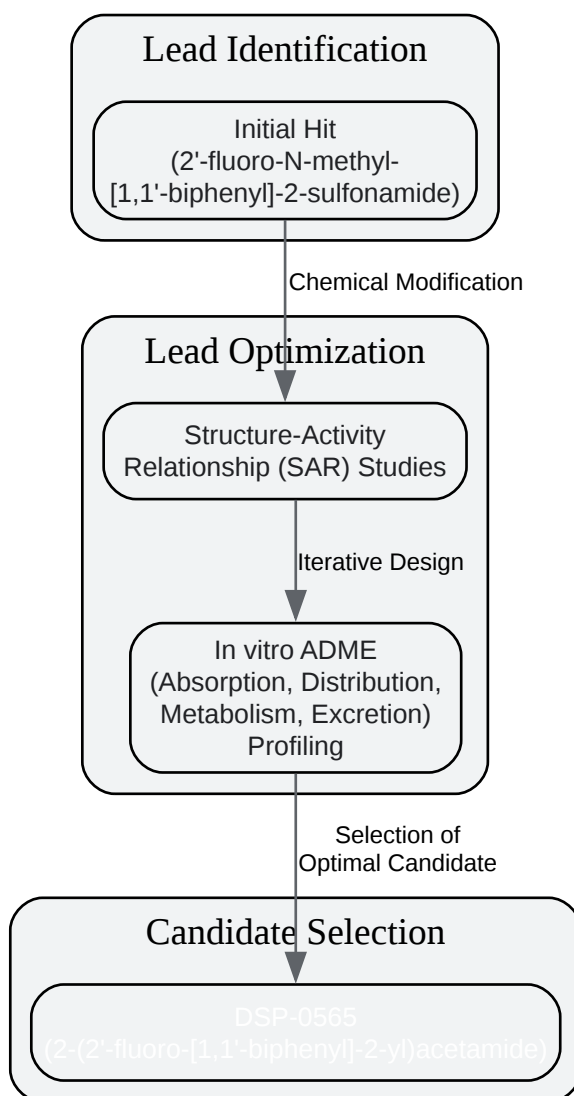 Lead Identification
Initial Hit
(2'-fluoro-N-methyl-
[1,1'-biphenyl]-2-sulfonamide)
Chemical Modification
Lead Optimization
Structure-Activity
Relationship (SAR) Studies
Iterative Design
In vitro ADME
(Absorption, Distribution,
Metabolism, Excretion)
Profiling
Selection of
Optimal Candidate
Candidate Selection
DSP-0565
(2-(2'-fluoro-[1,1'-biphenyl]-2-yl)acetamide)